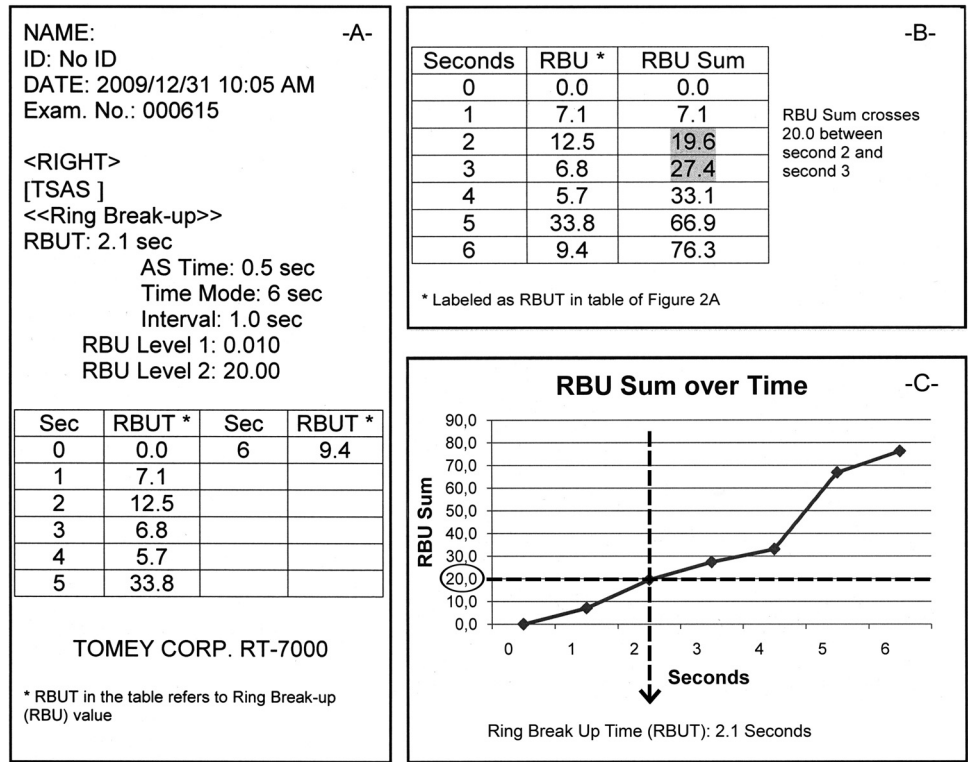 NAME: -A-
ID: No ID
DATE: 2009/12/31 10:05 AM
Exam. No.: 000615
<RIGHT>
[TSAS ]
<<Ring Break-up>>
RBUT: 2.1 sec
AS Time: 0.5 sec
Time Mode: 6 sec
Interval: 1.0 sec
RBU Level 1: 0.010
RBU Level 2: 20.00
Sec RBUT * Sec RBUT *
0 0.0 6 9.4
1 7.1
2 12.5
3 6.8
4 5.7
5 33.8
TOMEY CORP. RT-7000
* RBUT in the table refers to Ring Break-up
(RBU) value
-B-
Seconds RBU * RBU Sum
0 0.0 0.0
1 7.1 7.1
2 12.5 19.6
3 6.8 27.4
4 5.7 33.1
5 33.8 66.9
6 9.4 76.3
RBU Sum crosses
20.0 between
second 2 and
second 3
* Labeled as RBUT in table of Figure 2A
RBU Sum over Time -C-
RBU Sum
90,0
80,0
70,0
60,0
50,0
40,0
30,0
20,0
10,0
0,0
0 1 2 3 4 5 6
Seconds
Ring Break Up Time (RBUT): 2.1 Seconds